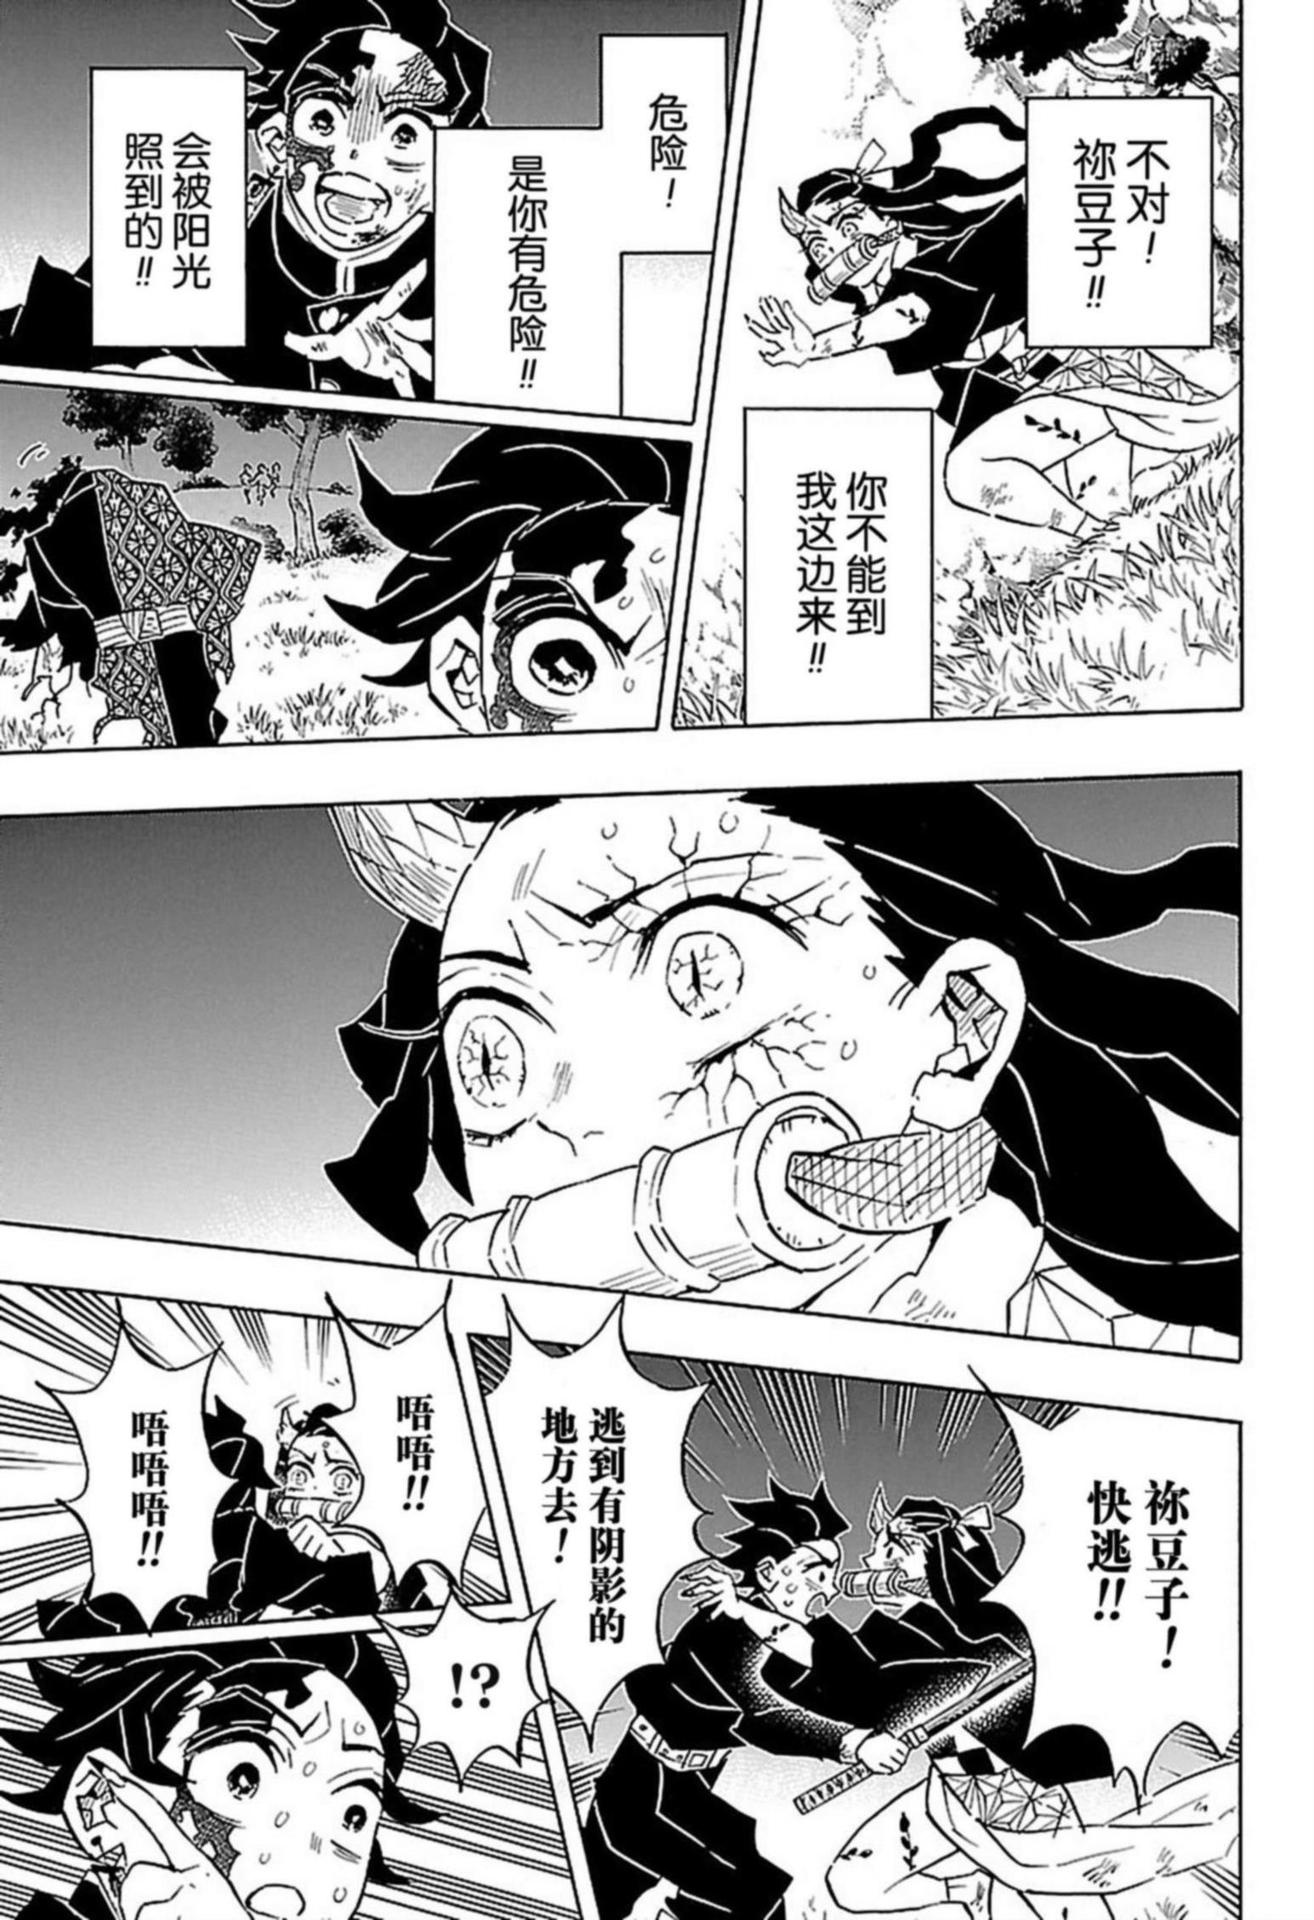 不对！
祢豆子!!
你不能到
我这边来!!
危险！
是你有危险!!
会被阳光
照到的!!
祢豆子！
快逃!!
逃到有阴影的
地方去！
唔唔!!
唔唔唔!!
!?